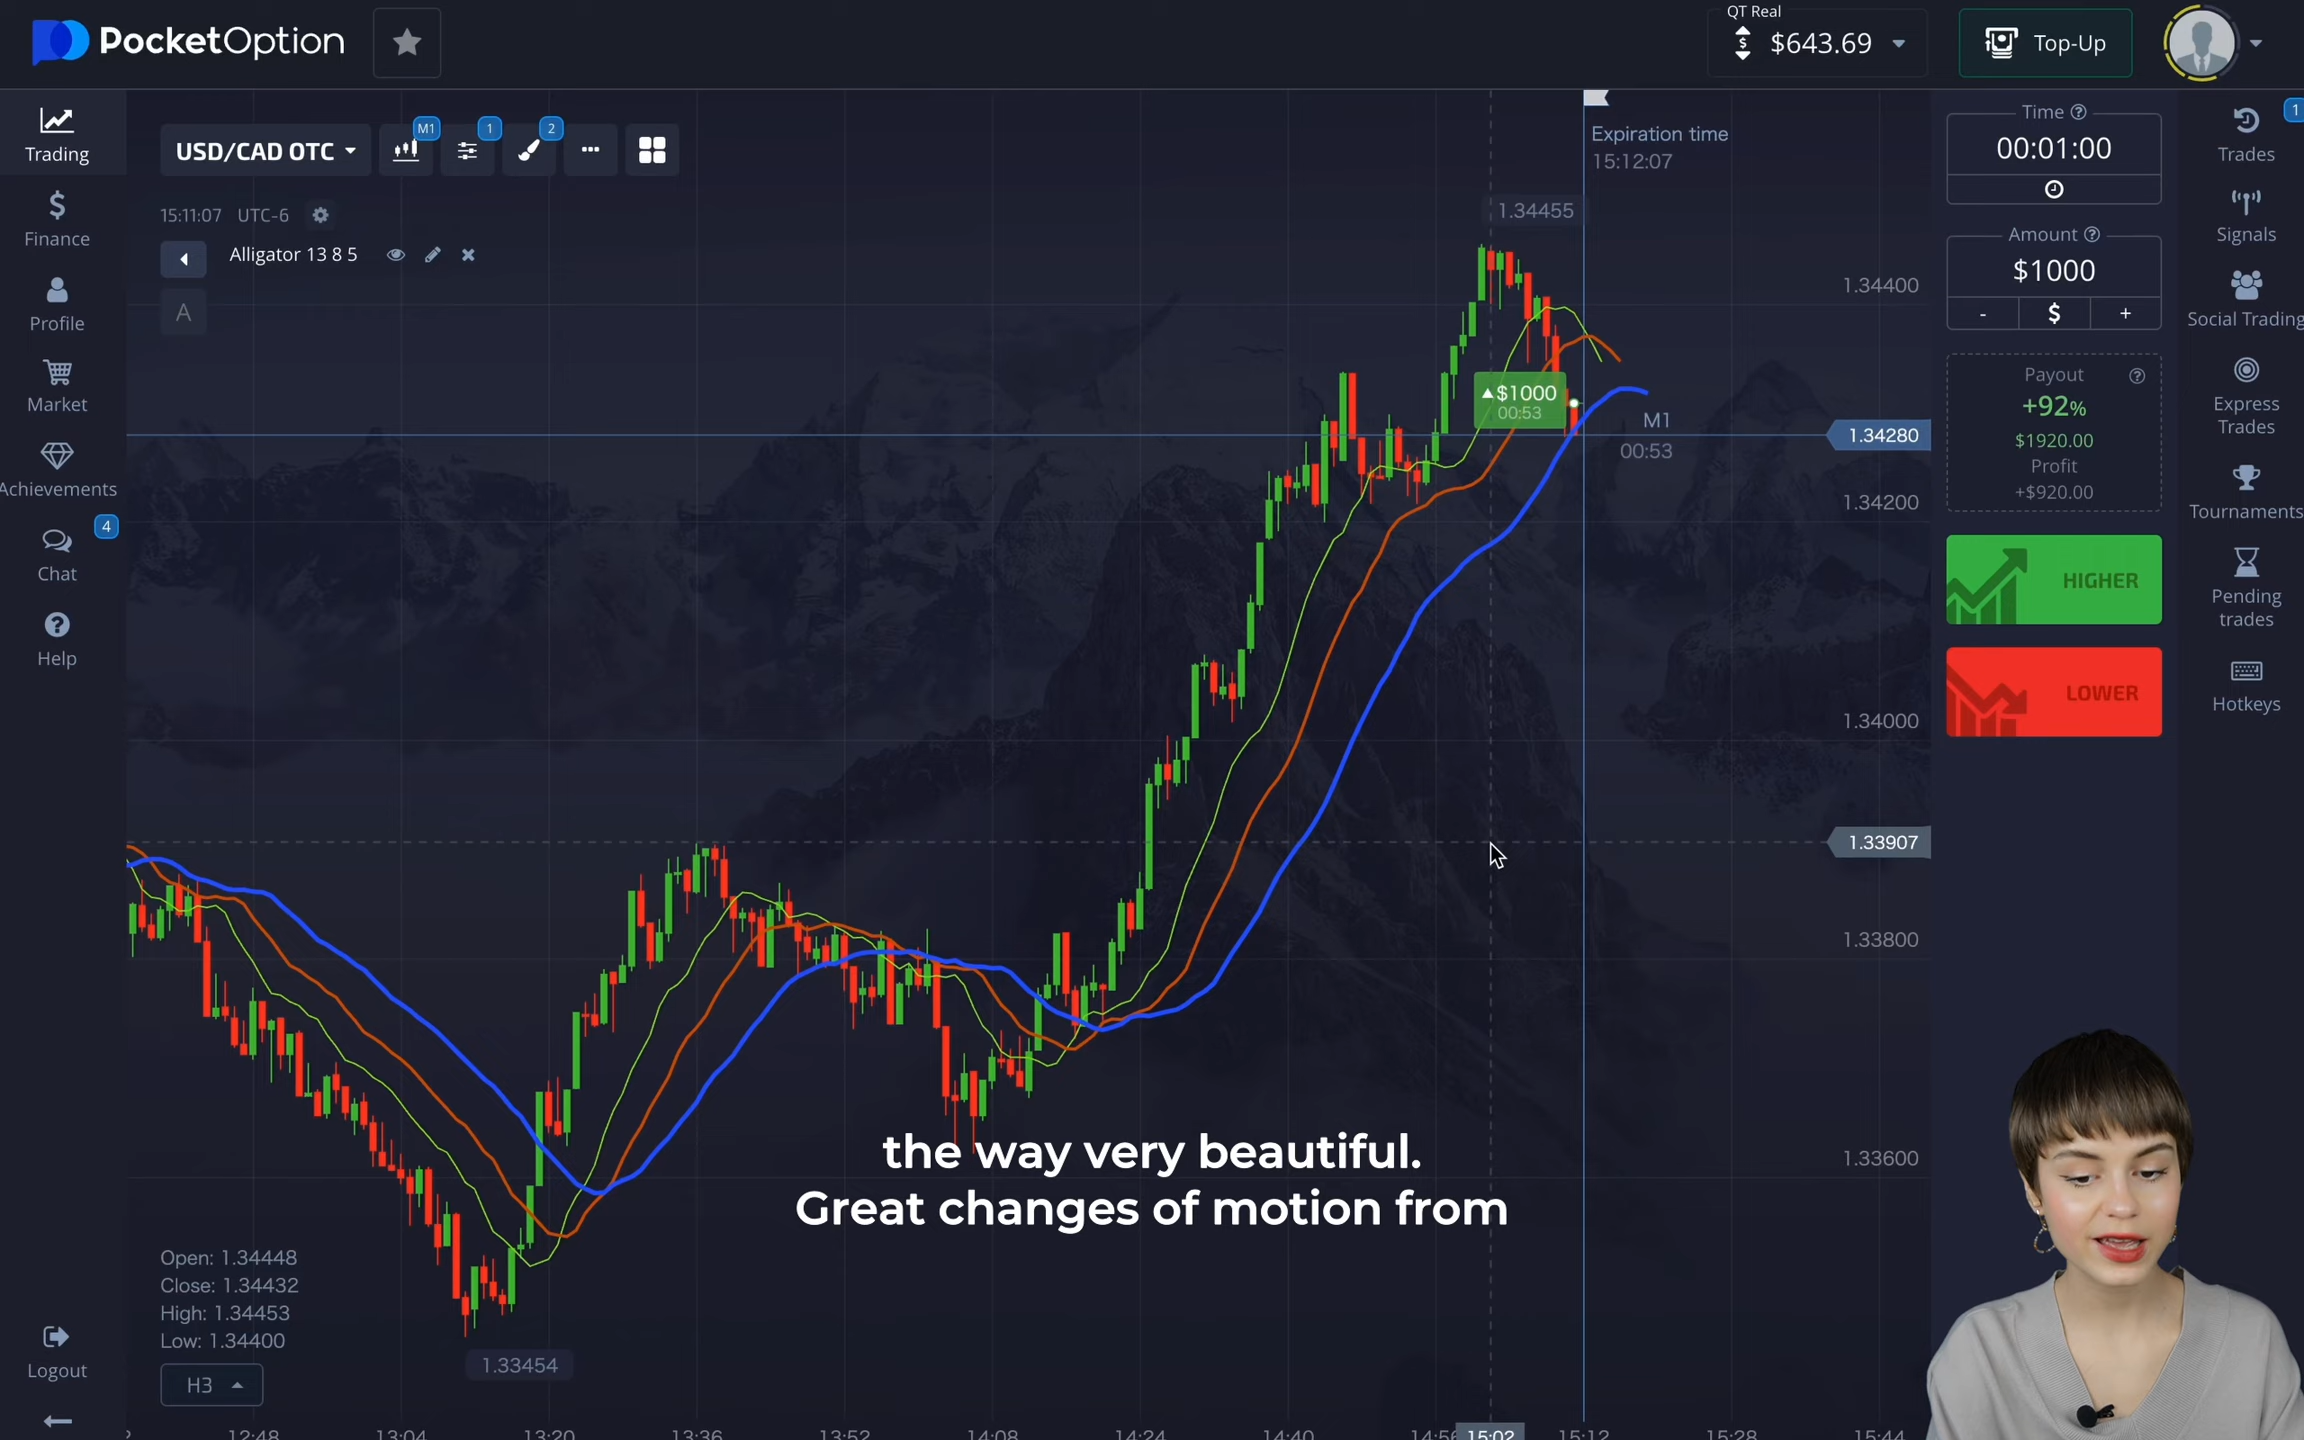 PocketOption
QT Real
$643.69
Top-Up
Trading
Finance
Profile
Market
Achievements
4
Chat
Help
Logout
USD/CAD OTC
M1
1
2
15:11:07 UTC-6
Alligator 13 8 5
A
Expiration time
15:12:07
1.34455
$1000
00:53
M1
00:53
1.34400
1.34280
1.34200
1.34000
1.33907
1.33800
1.33600
1.33454
the way very beautiful.
Great changes of motion from
Open: 1.34448
Close: 1.34432
High: 1.34453
Low: 1.34400
H3
12:48 13:04 13:20 13:36 13:52 14:08 14:24 14:40 14:56 15:02 15:12 15:28 15:44
Time
00:01:00
Amount
$1000
- $ +
Payout
+92%
$1920.00
Profit
+$920.00
HIGHER
LOWER
1
Trades
Signals
Social Trading
Express
Trades
Tournaments
Pending
trades
Hotkeys